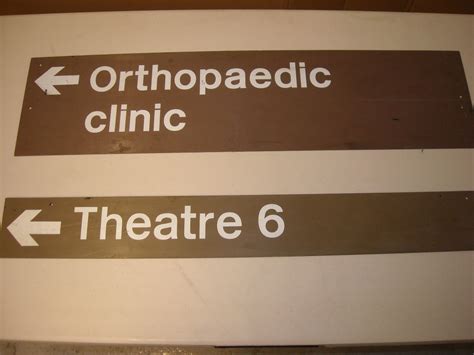 ← Orthopaedic
clinic
← Theatre 6